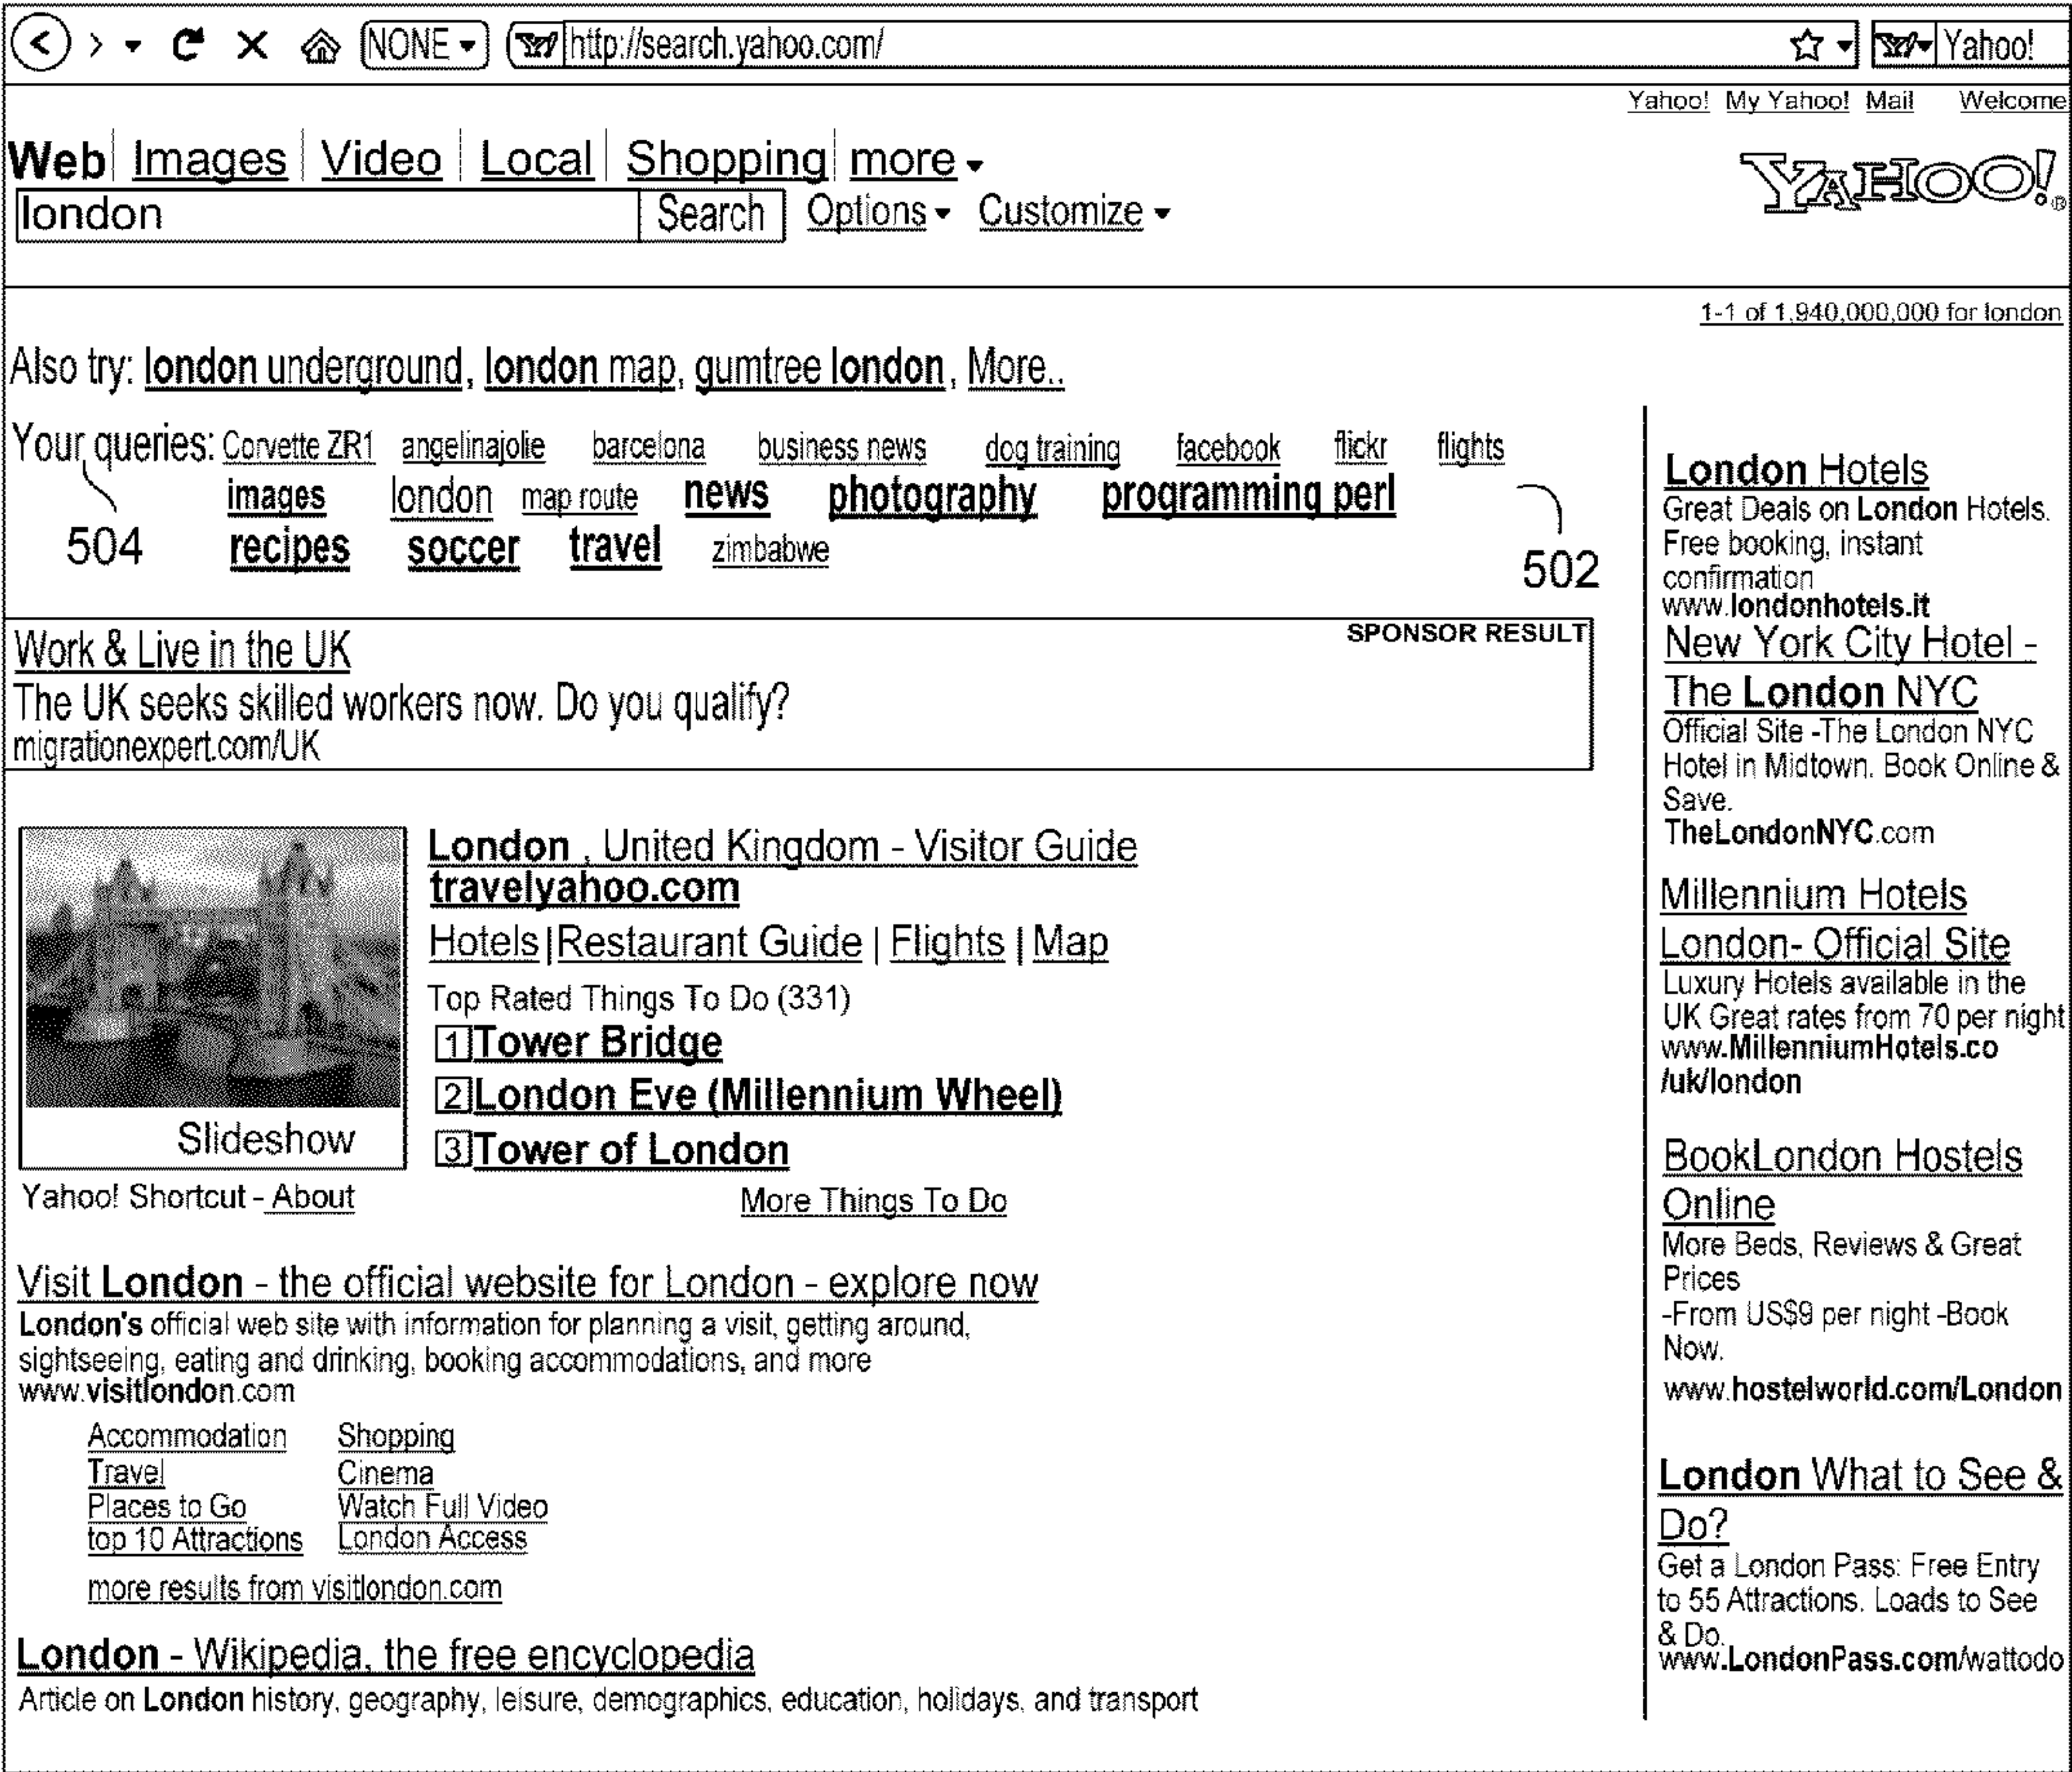 NONE http://search.yahoo.com/ Yahoo!
Yahoo! My Yahoo! Mail Welcome
Web Images Video Local Shopping more
YAHOO!®
london Search Options Customize
1-1 of 1,940,000,000 for london
Also try: london underground, london map, gumtree london, More..
Your queries: Corvette ZR1 angelinajolie barcelona business news dog training facebook flickr flights
images london map route news photography programming perl
504 recipes soccer travel zimbabwe 502
SPONSOR RESULT
Work & Live in the UK
The UK seeks skilled workers now. Do you qualify?
migrationexpert.com/UK
Slideshow
Yahoo! Shortcut - About
London , United Kingdom - Visitor Guide
travelyahoo.com
Hotels|Restaurant Guide | Flights | Map
Top Rated Things To Do (331)
1 Tower Bridge
2 London Eve (Millennium Wheel)
3 Tower of London
More Things To Do
Visit London - the official website for London - explore now
London's official web site with information for planning a visit, getting around,
sightseeing, eating and drinking, booking accommodations, and more
www.visitlondon.com
Accommodation Shopping
Travel Cinema
Places to Go Watch Full Video
top 10 Attractions London Access
more results from visitlondon.com
London - Wikipedia, the free encyclopedia
Article on London history, geography, leisure, demographics, education, holidays, and transport
London Hotels
Great Deals on London Hotels.
Free booking, instant
confirmation
www.londonhotels.it
New York City Hotel -
The London NYC
Official Site -The London NYC
Hotel in Midtown. Book Online &
Save.
TheLondonNYC.com
Millennium Hotels
London- Official Site
Luxury Hotels available in the
UK Great rates from 70 per night
www.MillenniumHotels.co
/uk/london
BookLondon Hostels
Online
More Beds, Reviews & Great
Prices
-From US$9 per night -Book
Now.
www.hostelworld.com/London
London What to See &
Do?
Get a London Pass: Free Entry
to 55 Attractions. Loads to See
& Do.
www.LondonPass.com/wattodo